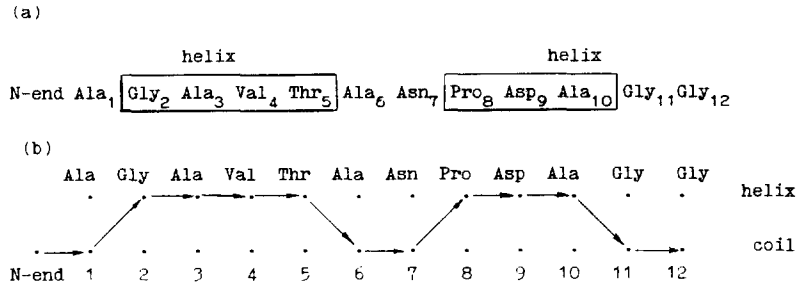 (a)
helix helix
N-end Ala1 Gly2 Ala3 Val4 Thr5 Ala6 Asn7 Pro8 Asp9 Ala10 Gly11 Gly12
(b)
Ala Gly Ala Val Thr Ala Asn Pro Asp Ala Gly Gly
helix
coil
N-end 1 2 3 4 5 6 7 8 9 10 11 12